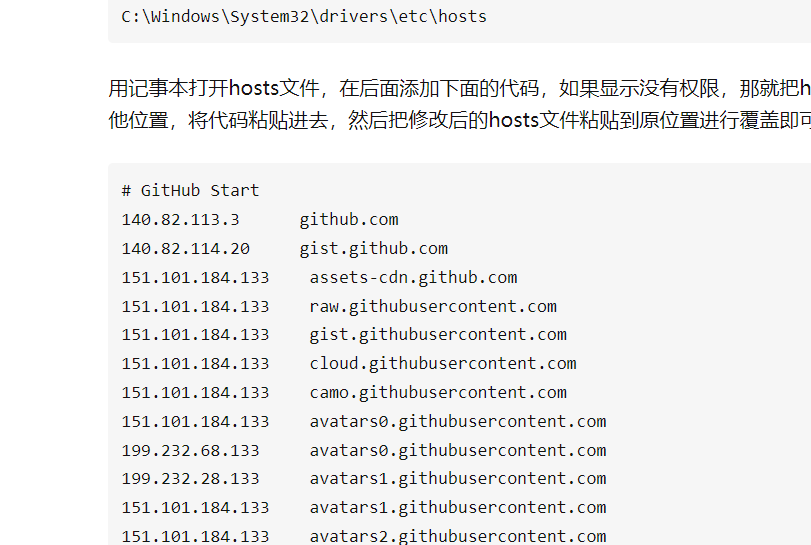 C:\Windows\System32\drivers\etc\hosts
用记事本打开hosts文件，在后面添加下面的代码，如果显示没有权限，那就把h
他位置，将代码粘贴进去，然后把修改后的hosts文件粘贴到原位置进行覆盖即可
# GitHub Start
140.82.113.3      github.com
140.82.114.20     gist.github.com
151.101.184.133    assets-cdn.github.com
151.101.184.133    raw.githubusercontent.com
151.101.184.133    gist.githubusercontent.com
151.101.184.133    cloud.githubusercontent.com
151.101.184.133    camo.githubusercontent.com
151.101.184.133    avatars0.githubusercontent.com
199.232.68.133     avatars0.githubusercontent.com
199.232.28.133     avatars1.githubusercontent.com
151.101.184.133    avatars1.githubusercontent.com
151.101.184.133    avatars2.githubusercontent.com